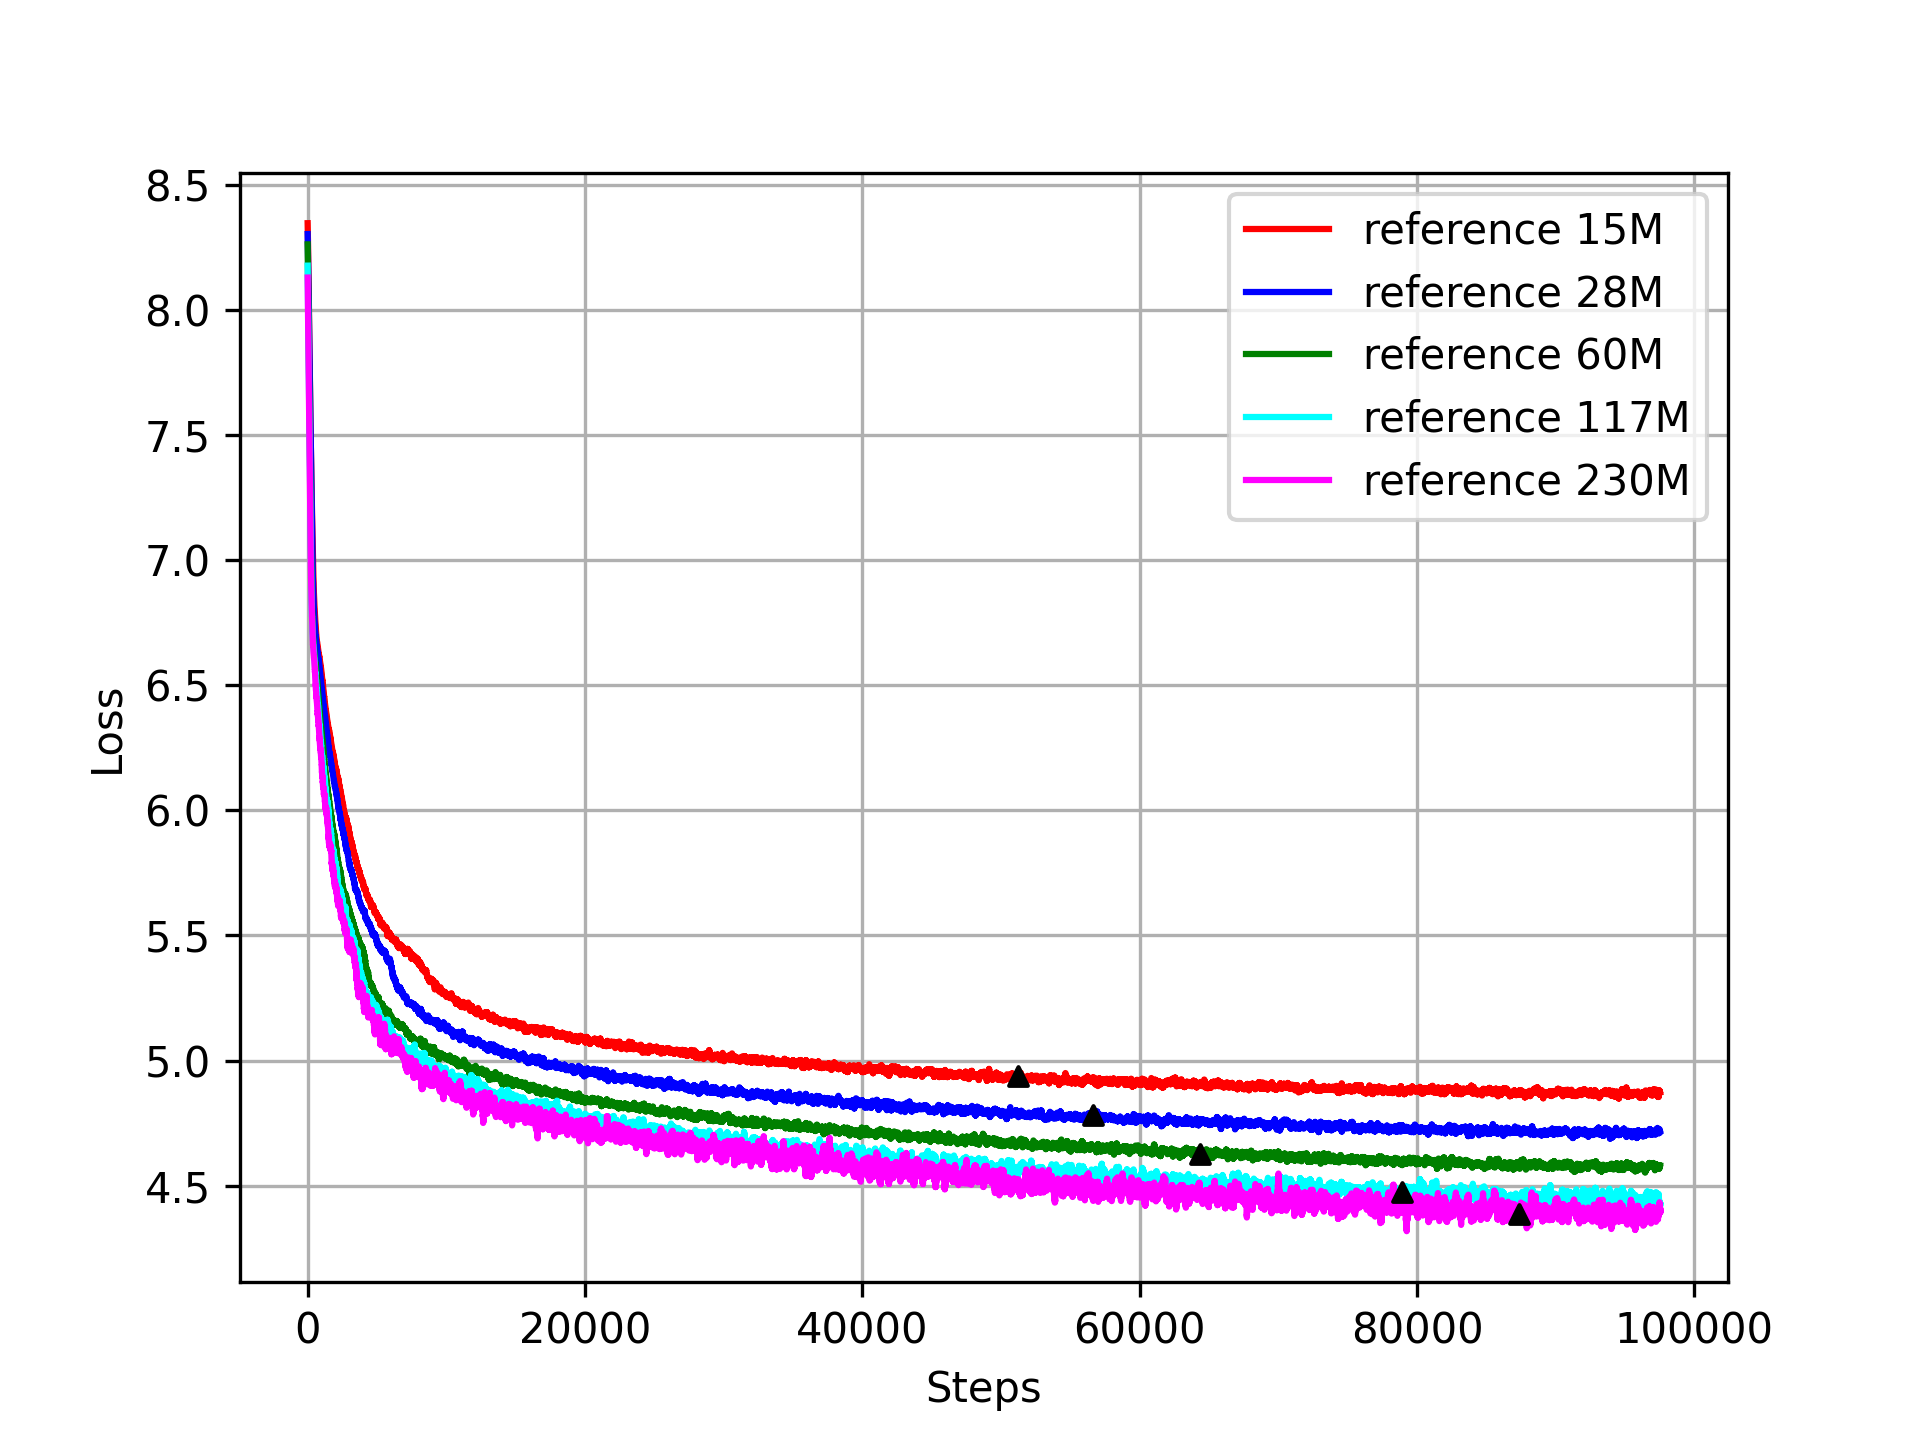 8.5
8.0
7.5
7.0
6.5
6.0
5.5
5.0
4.5
Loss
reference 15M
reference 28M
reference 60M
reference 117M
reference 230M
0 20000 40000 60000 80000 100000
Steps